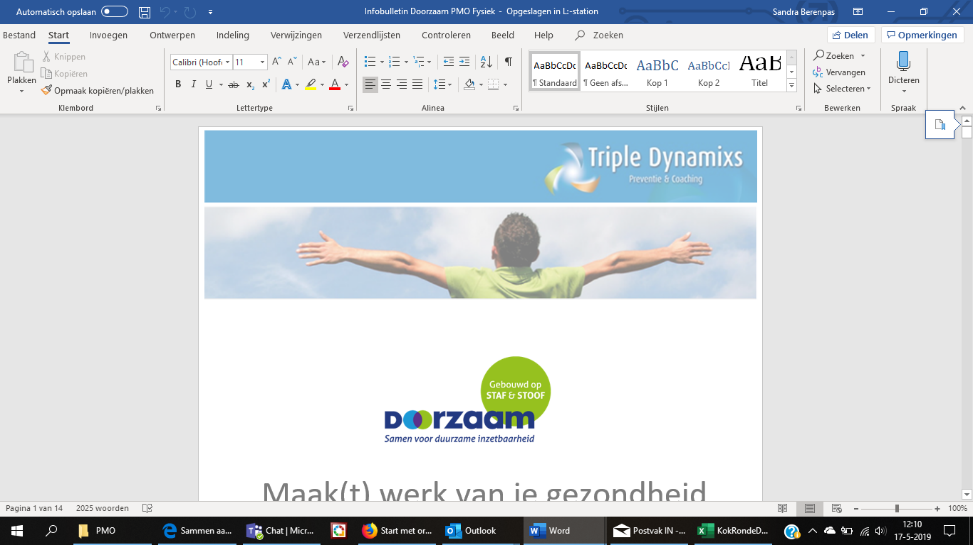 Automatisch opslaan
Infobulletin Doorzaam PMO Fysiek - Opgeslagen in L:-station
Sandra Berenpas
Bestand Start Invoegen Ontwerpen Indeling Verwijzingen Verzendlijsten Controleren Beeld Help Zoeken Delen Opmerkingen
Plakken
Knippen
Kopiëren
Opmaak kopiëren/plakken
Klembord
Calibri (Hoof 11
Lettertype
Alinea
AaBbCcDc AaBbCcDc AaBbC AaBbCcI AaB
¶ Standaard ¶ Geen afs... Kop 1 Kop 2 Titel
Stijlen
Zoeken
Vervangen
Selecteren
Bewerken
Dicteren
Spraak
Triple Dynamixs
Preventie & Coaching
Gebouwd op
STAF & STOOF
DOORZAAM
Samen voor duurzame inzetbaarheid
Maak(t) werk van je gezondheid
Pagina 1 van 14 2025 woorden 100%
PMO Sammen aa... Chat | Micr... Start met or... Outlook Word Postvak IN -... KokRondeD...
12:10
17-5-2019